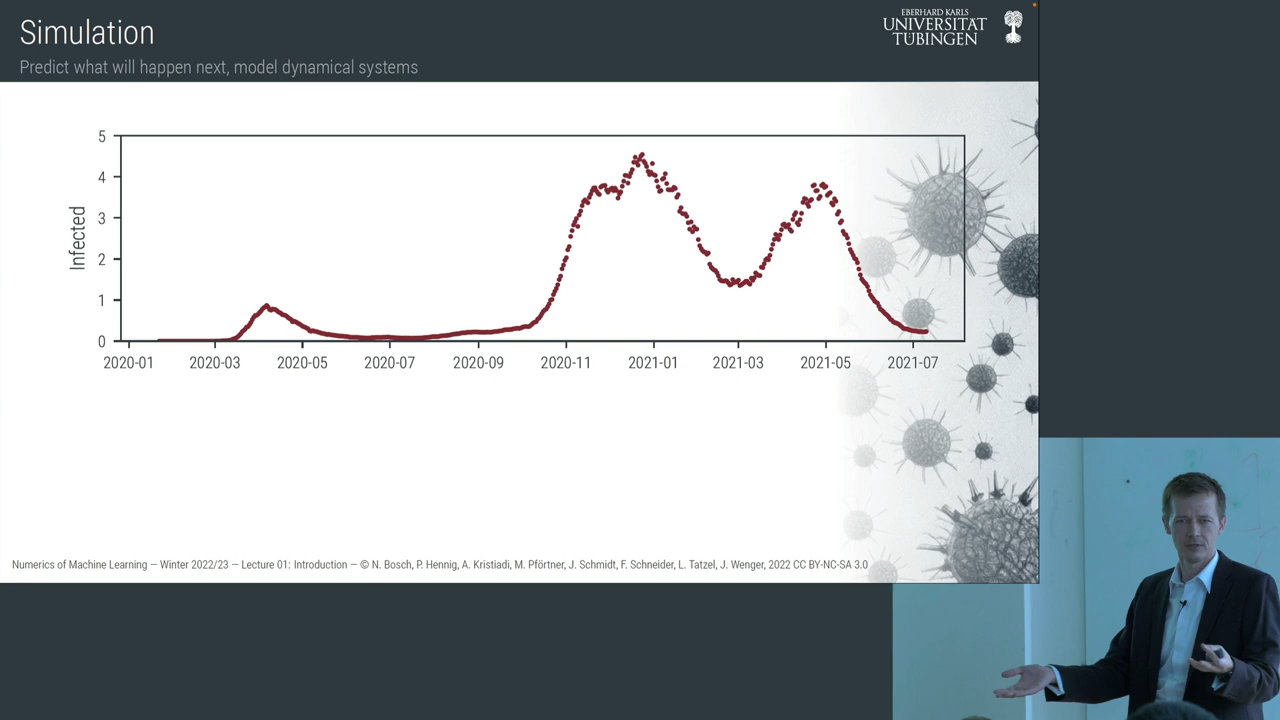 Simulation
Predict what will happen next, model dynamical systems
EBERHARD KARLS
UNIVERSITÄT
TÜBINGEN
5
4
3
2
1
0
Infected
2020-01 2020-03 2020-05 2020-07 2020-09 2020-11 2021-01 2021-03 2021-05 2021-07
Numerics of Machine Learning — Winter 2022/23 — Lecture 01: Introduction — © N. Bosch, P. Hennig, A. Kristiadi, M. Pförtner, J. Schmidt, F. Schneider, L. Tatzel, J. Wenger, 2022 CC BY-NC-SA 3.0